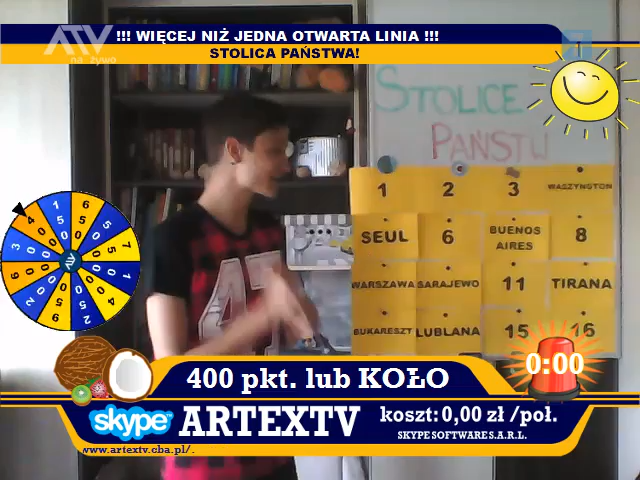 ATV
na żywo
!!! WIĘCEJ NIŻ JEDNA OTWARTA LINIA !!!
STOLICA PAŃSTWA!
STOLICE
PAŃSTW
1 2 3 WASZYNGTON
SEUL 6 BUENOS AIRES 8
WARSZAWA SARAJEWO 11 TIRANA
BUKARESZT LUBLANA 15 16
0:00
400 pkt. lub KOŁO
skype ARTEXTV koszt: 0,00 zł /poł.
SKYPE SOFTWARE S.A.R.L.
www.artextv.cba.pl/.